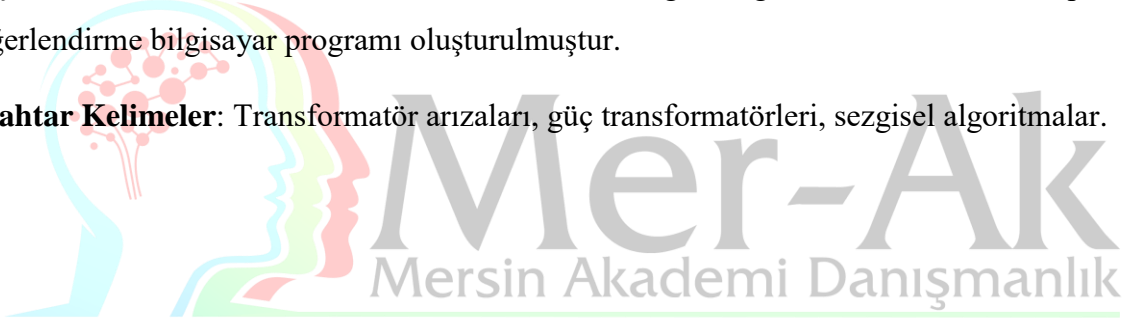 ğerlendirme bilgisayar programı oluşturulmuştur.
ahtar Kelimeler: Transformatör arızaları, güç transformatörleri, sezgisel algoritmalar.
Mer-Ak
Mersin Akademi Danışmanlık